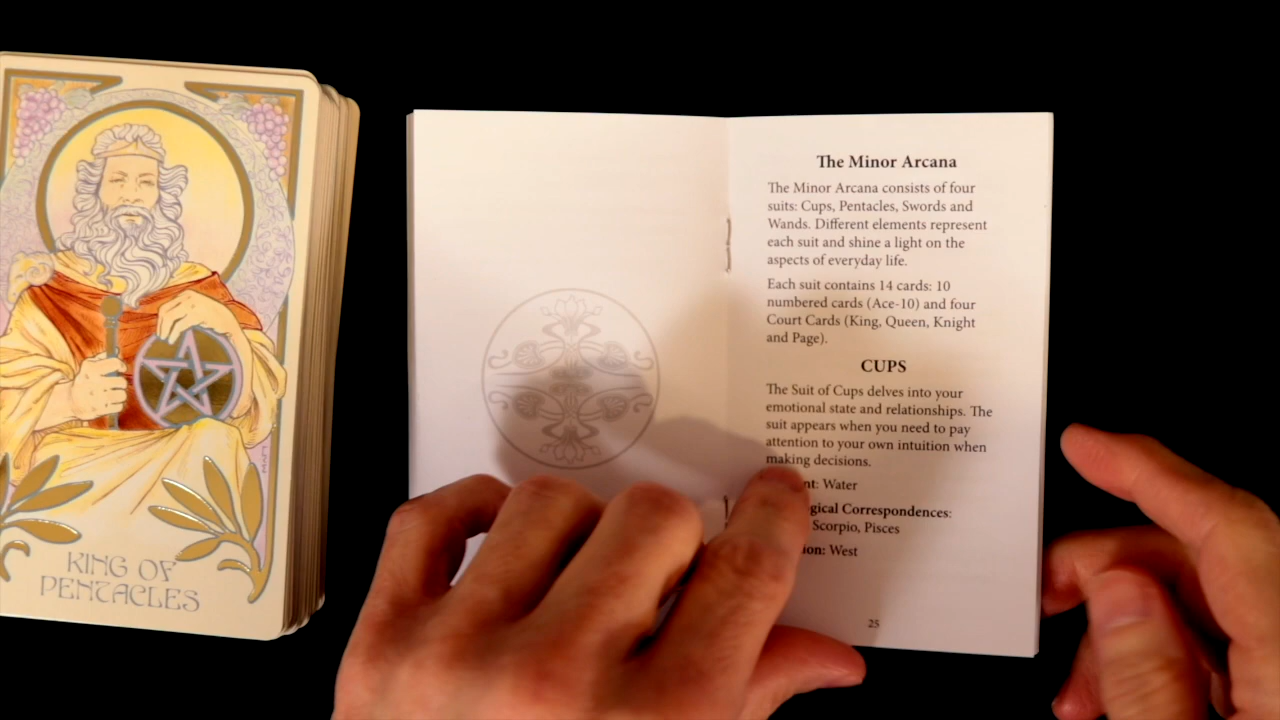 KING OF
PENTACLES
The Minor Arcana
The Minor Arcana consists of four
suits: Cups, Pentacles, Swords and
Wands. Different elements represent
each suit and shine a light on the
aspects of everyday life.
Each suit contains 14 cards: 10
numbered cards (Ace-10) and four
Court Cards (King, Queen, Knight
and Page).
CUPS
The Suit of Cups delves into your
emotional state and relationships. The
suit appears when you need to pay
attention to your own intuition when
making decisions.
Water
Correspondences:
Scorpio, Pisces
West
25